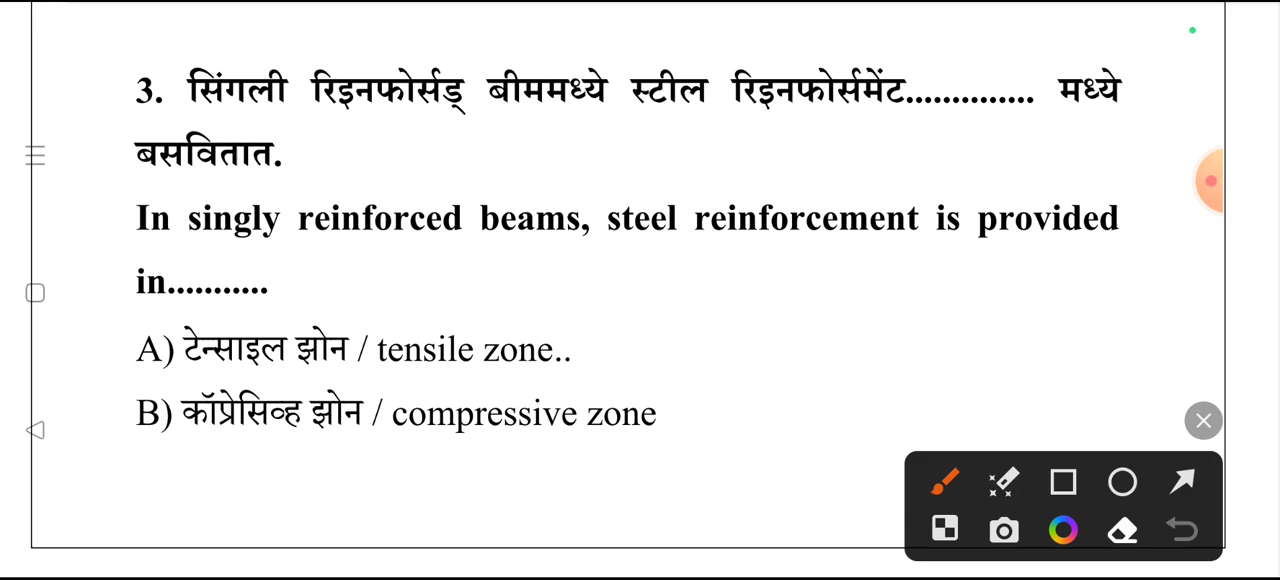 3. सिंगली रिइनफोर्सड् बीममध्ये स्टील रिइनफोर्समेंट............... मध्ये
बसवितात.
In singly reinforced beams, steel reinforcement is provided
in...........
A) टेन्साइल झोन / tensile zone..
B) कॉप्रेसिव्ह झोन / compressive zone